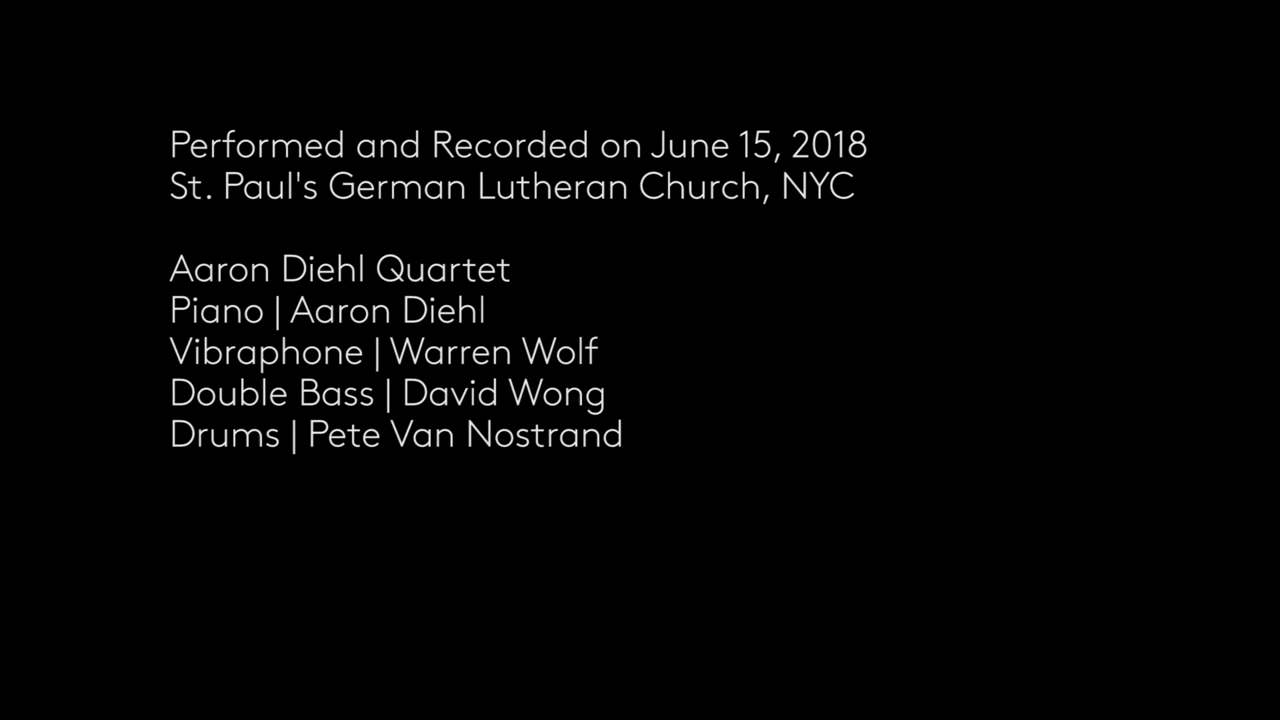 Performed and Recorded on June 15, 2018
St. Paul's German Lutheran Church, NYC
Aaron Diehl Quartet
Piano | Aaron Diehl
Vibraphone | Warren Wolf
Double Bass | David Wong
Drums | Pete Van Nostrand